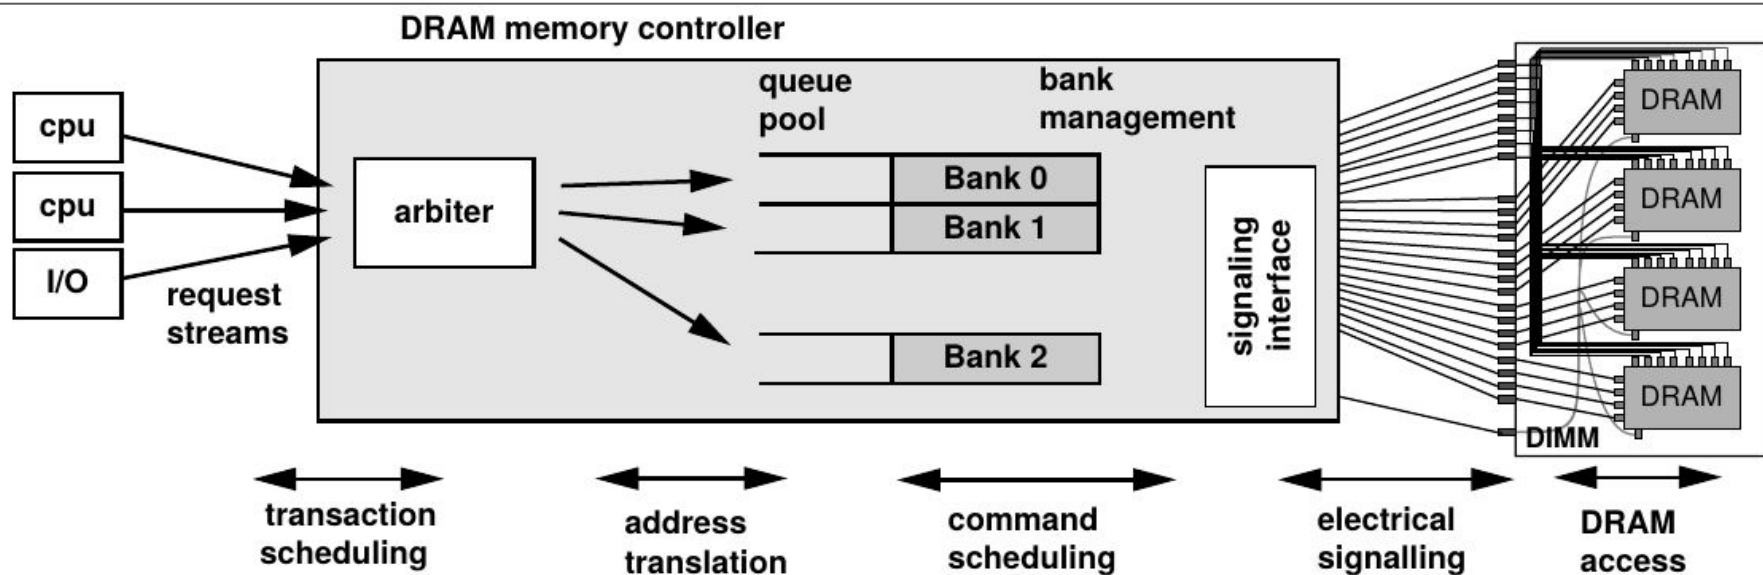 DRAM memory controller
cpu
cpu
I/O
request
streams
arbiter
queue
pool
bank
management
Bank 0
Bank 1
Bank 2
signaling
interface
DRAM
DRAM
DRAM
DRAM
DIMM
transaction
scheduling
address
translation
command
scheduling
electrical
signalling
DRAM
access